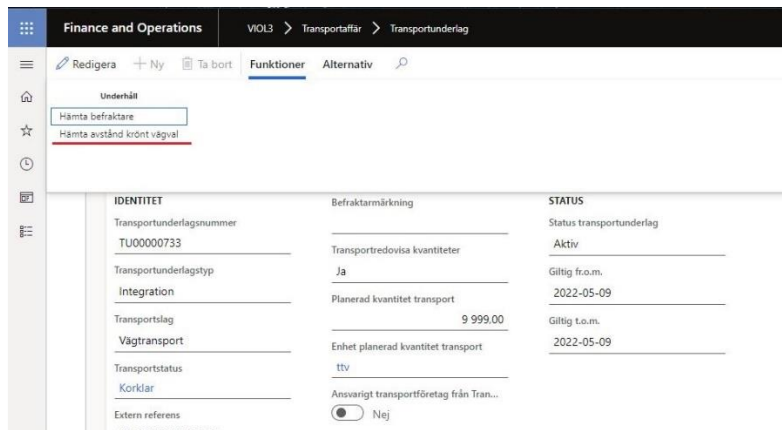 Finance and Operations
VIOL3 > Transportaffär > Transportunderlag
Redigera + Ny Ta bort Funktioner Alternativ
Underhåll
Hämta befraktare
Hämta avstånd krönt vägval
IDENTITET
Transportunderlagsnummer
TU00000733
Transportunderlagstyp
Integration
Transportslag
Vägtransport
Transportstatus
Korklar
Extern referens
Befraktarmärkning
Transportredovisa kvantiteter
Ja
Planerad kvantitet transport
9 999.00
Enhet planerad kvantitet transport
ttv
Ansvarigt transportföretag från Tran...
Nej
STATUS
Status transportunderlag
Aktiv
Giltig fr.o.m.
2022-05-09
Giltig t.o.m.
2022-05-09